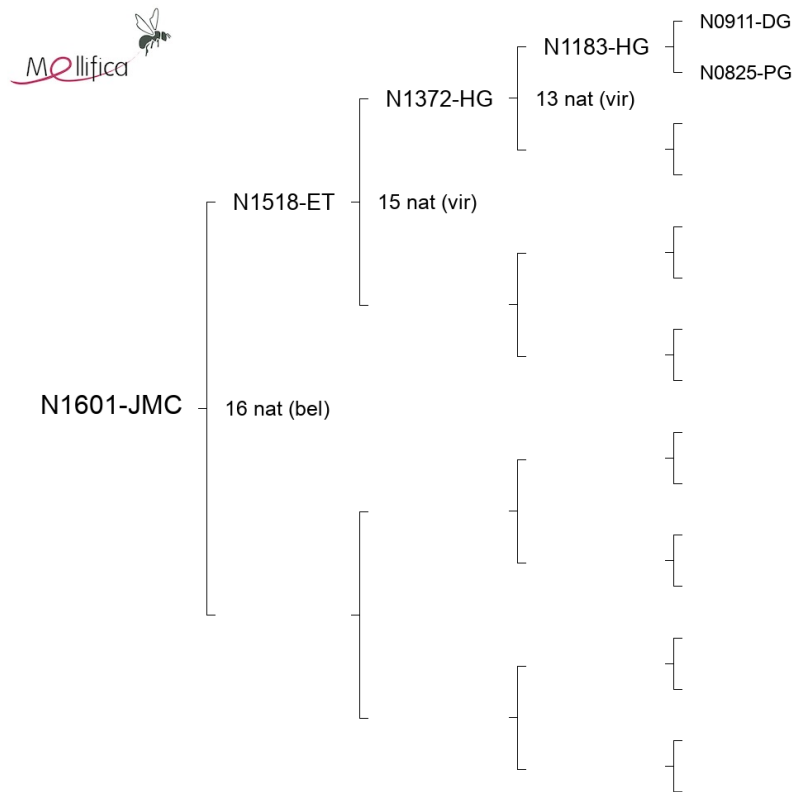 Mellifica
N0911-DG
N1183-HG
N0825-PG
N1372-HG
13 nat (vir)
N1518-ET
15 nat (vir)
N1601-JMC
16 nat (bel)